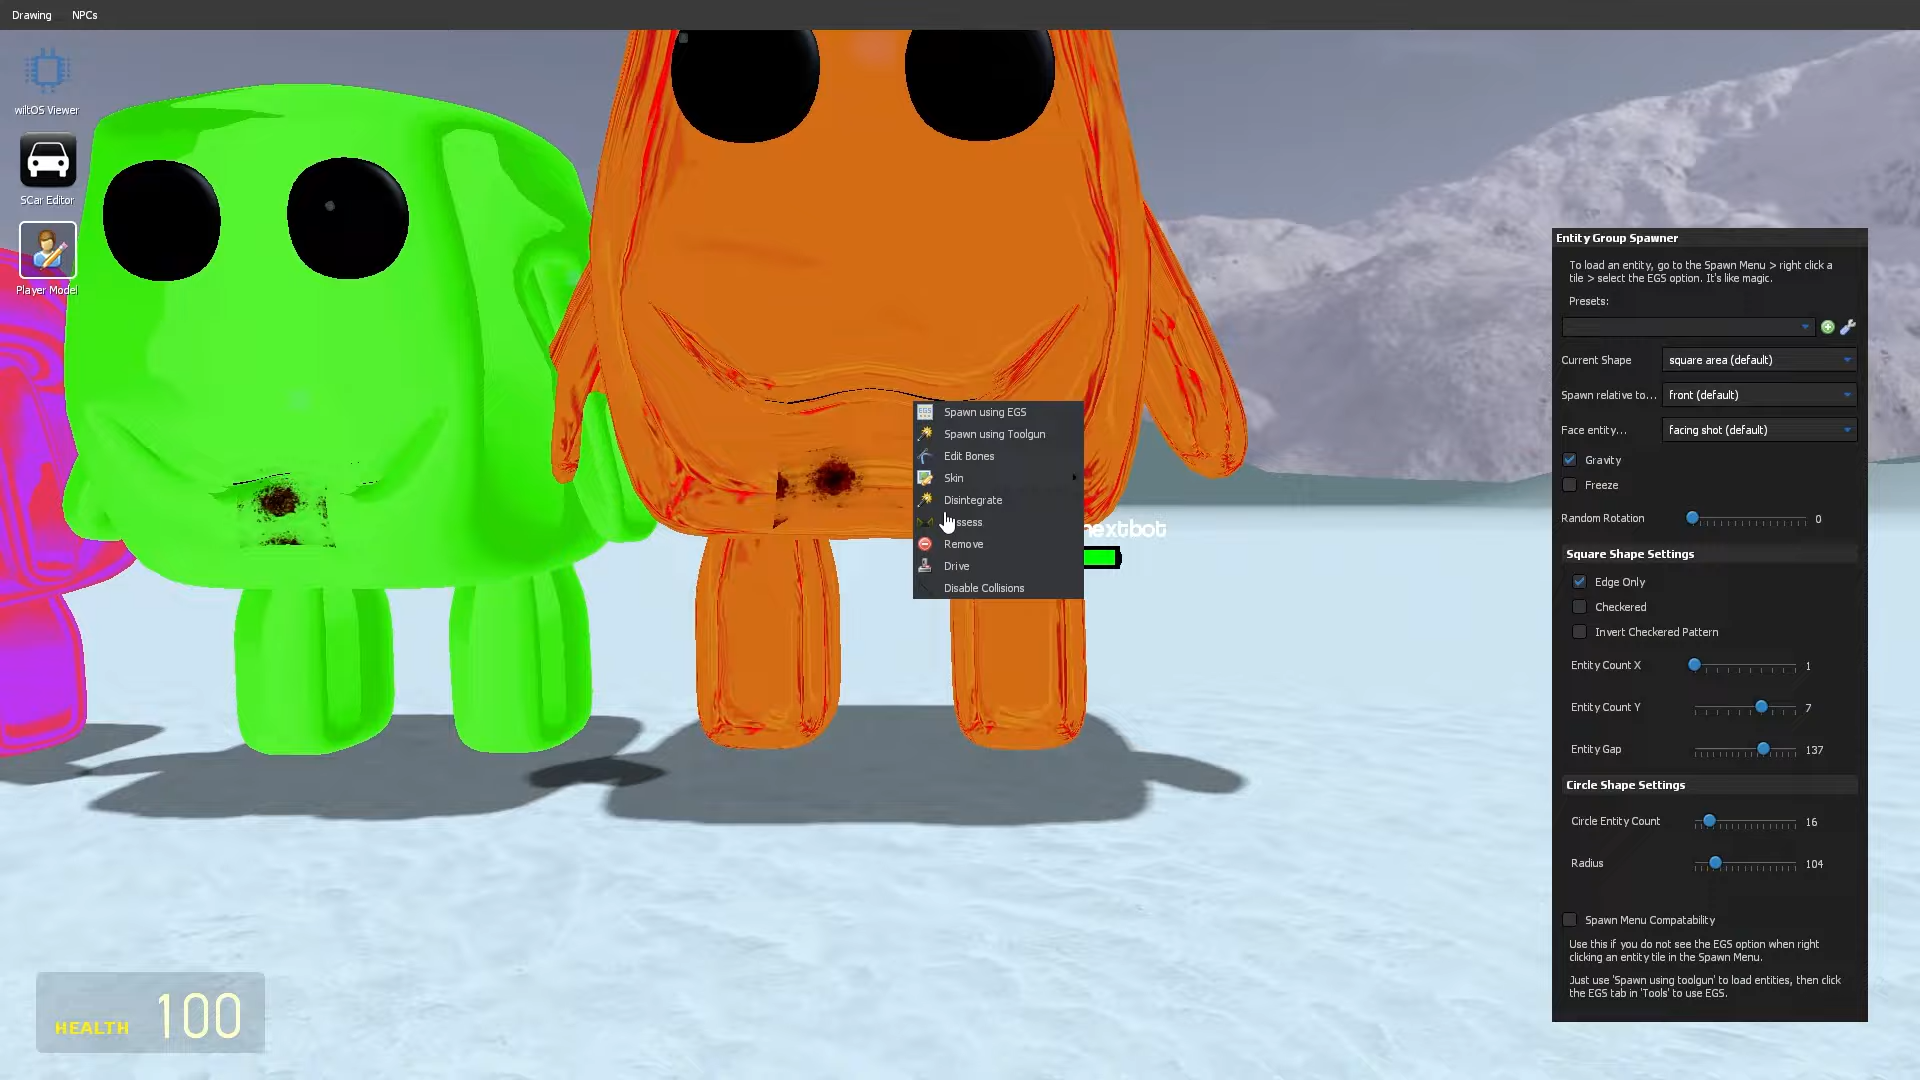 Drawing NPCs
wiltOS Viewer
SCar Editor
Player Model
Spawn using EGS
Spawn using Toolgun
Edit Bones
Skin
Disintegrate
Remove
Drive
Disable Collisions
nextbot
HEALTH 100
Entity Group Spawner
To load an entity, go to the Spawn Menu > right click a
tile > select the EGS option. It's like magic.
Presets:
Current Shape square area (default)
Spawn relative to... front (default)
Face entity... facing shot (default)
Gravity
Freeze
Random Rotation 0
Square Shape Settings
Edge Only
Checkered
Invert Checkered Pattern
Entity Count X 1
Entity Count Y 7
Entity Gap 137
Circle Shape Settings
Circle Entity Count 16
Radius 104
Spawn Menu Compatability
Use this if you do not see the EGS option when right
clicking an entity tile in the Spawn Menu.
Just use 'Spawn using toolgun' to load entities, then click
the EGS tab in 'Tools' to use EGS.